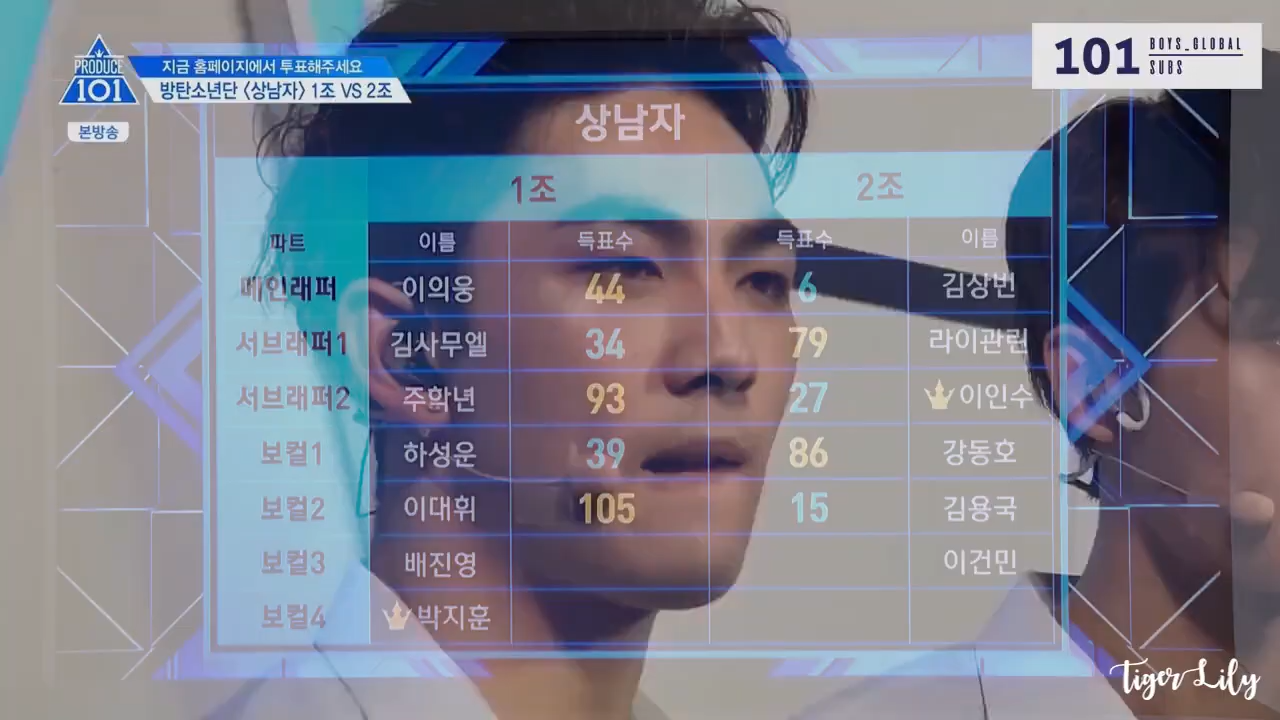 PRODUCE
101
지금 홈페이지에서 투표해주세요
방탄소년단 <상남자> 1조 VS 2조
본방송
101 BOYS_GLOBAL
SUBS
상남자
1조 2조
파트 이름 득표수 득표수 이름
메인래퍼 이의웅 44 6 김상빈
서브래퍼1 김사무엘 34 79 라이관린
서브래퍼2 주학년 93 27 이인수
보컬1 하성운 39 86 강동호
보컬2 이대휘 105 15 김용국
보컬3 배진영 이건민
보컬4 박지훈
Tiger Lily